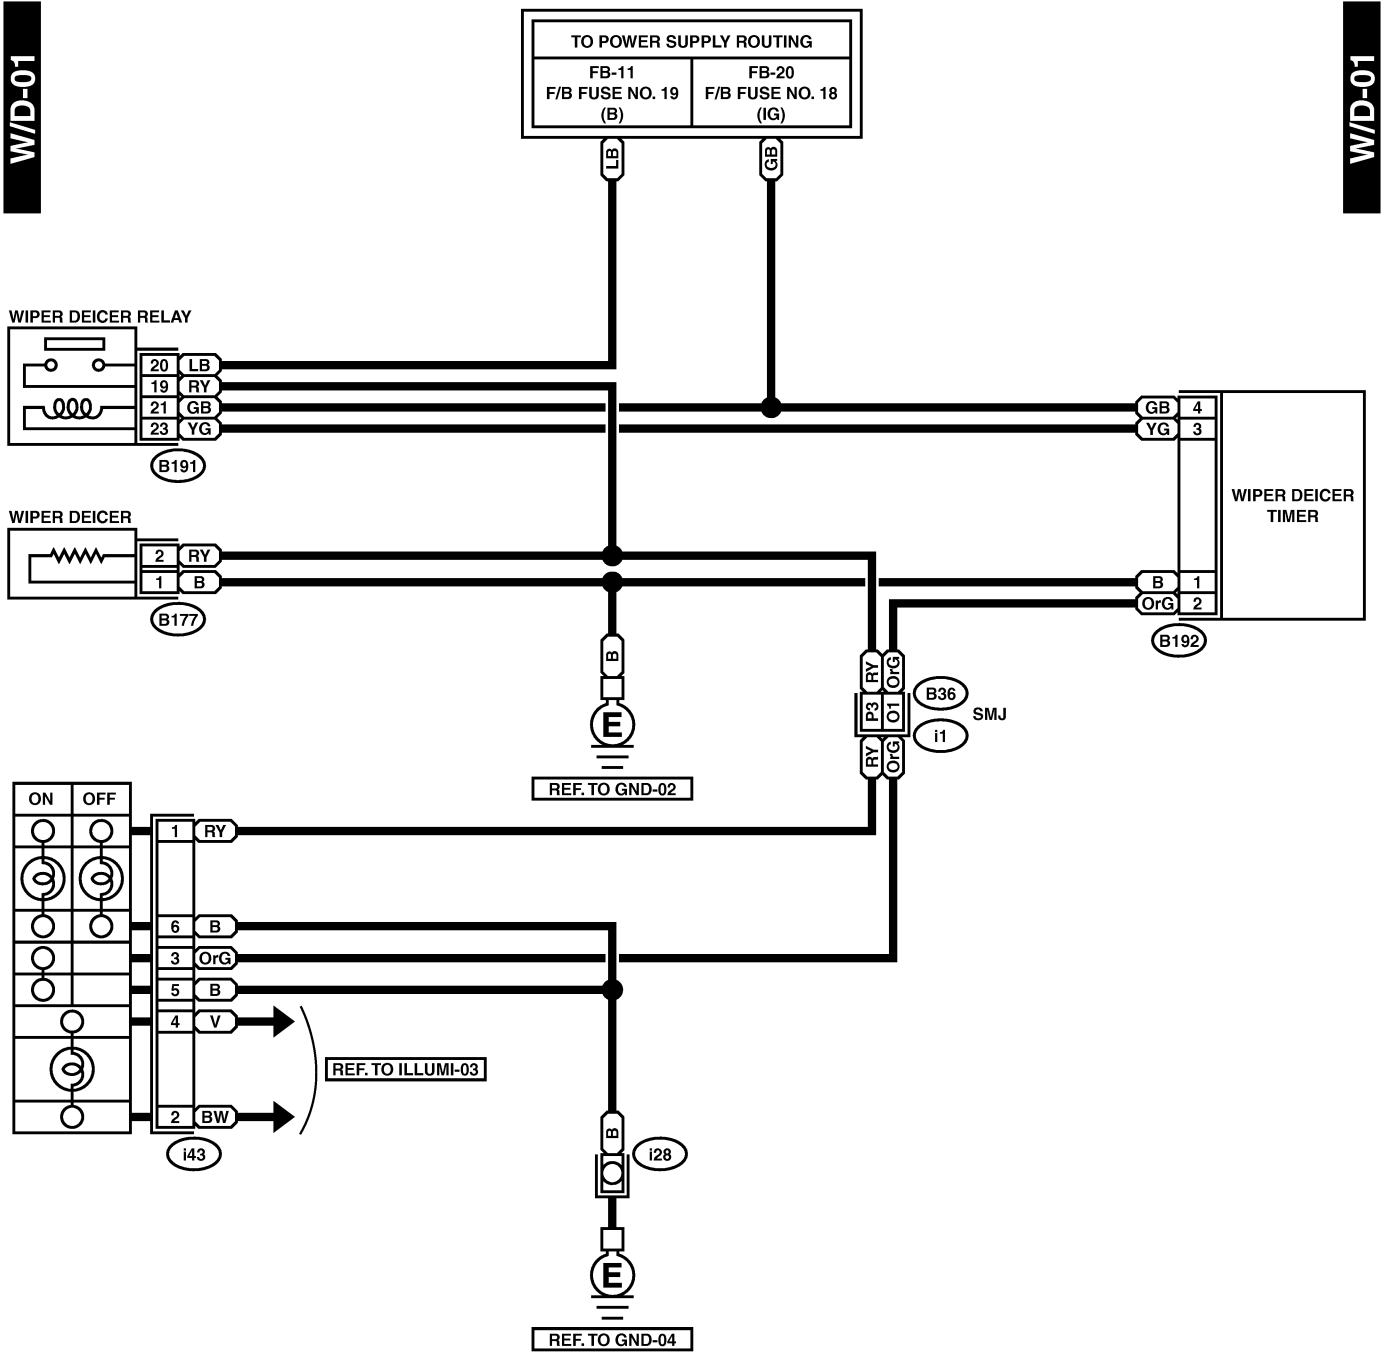 W/D-01
W/D-01
TO POWER SUPPLY ROUTING
FB-11
F/B FUSE NO. 19
(B)
FB-20
F/B FUSE NO. 18
(IG)
LB
GB
WIPER DEICER RELAY
20 LB
19 RY
21 GB
23 YG
B191
GB 4
YG 3
WIPER DEICER
TIMER
B 1
OrG 2
B192
WIPER DEICER
2 RY
1 B
B177
B
E
REF. TO GND-02
RY OrG
P3 O1
RY OrG
B36
i1
SMJ
ON OFF
1 RY
6 B
3 OrG
5 B
4 V
2 BW
i43
REF. TO ILLUMI-03
B
i28
E
REF. TO GND-04